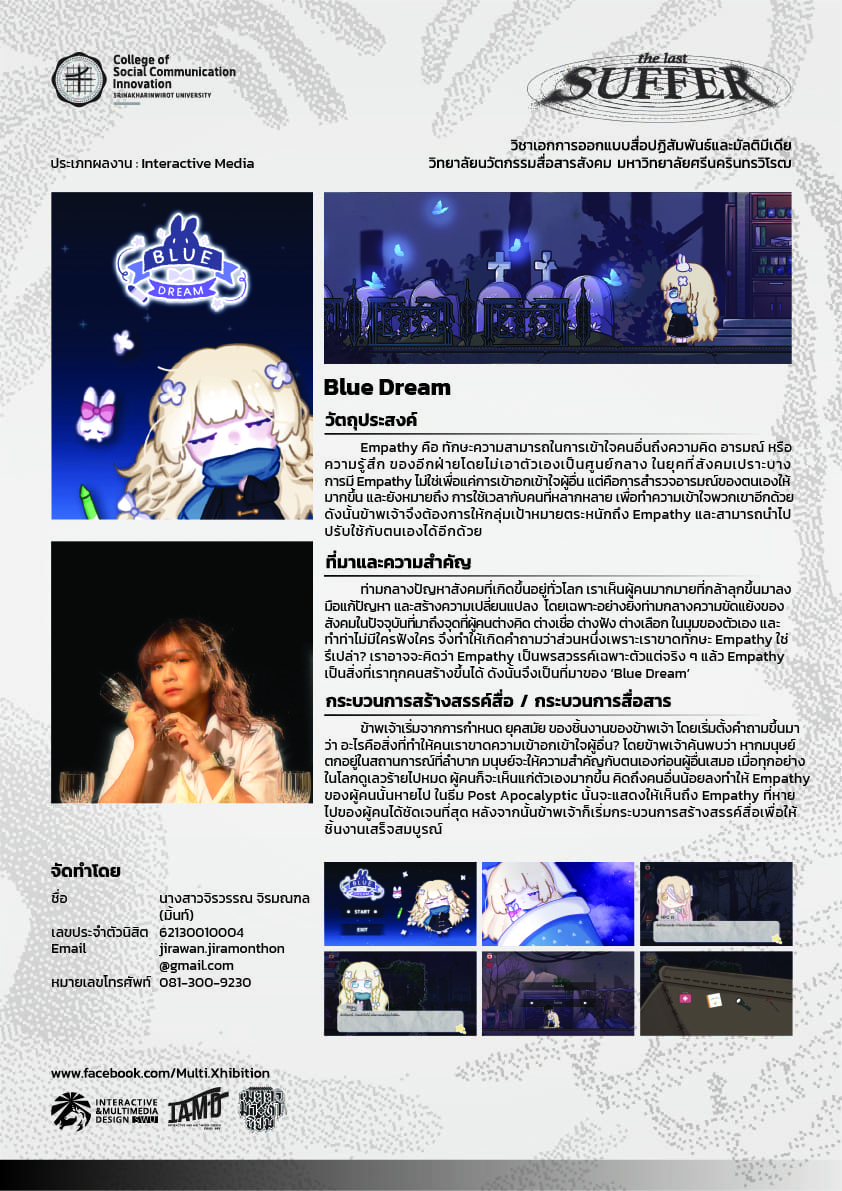 College of
Social Communication
Innovation
SRINAKHARINWIROT UNIVERSITY
the last
SUFFER
วิชาเอกการออกแบบสื่อปฏิสัมพันธ์และมัลติมีเดีย
ประเภทผลงาน : Interactive Media
วิทยาลัยนวัตกรรมสื่อสารสังคม มหาวิทยาลัยศรีนครินทรวิโรฒ
BLUE
DREAM
Blue Dream
วัตถุประสงค์
Empathy คือ ทักษะความสามารถในการเข้าใจคนอื่นถึงความคิด อารมณ์ หรือ
ความรู้สึก ของอีกฝ่ายโดยไม่เอาตัวเองเป็นศูนย์กลาง ในยุคที่สังคมเปราะบาง
การมี Empathy ไม่ใช่เพื่อแค่การเข้าอกเข้าใจผู้อื่น แต่คือการสำรวจอารมณ์ของตนเองให้
มากขึ้น และยังหมายถึง การใช้เวลากับคนที่หลากหลาย เพื่อทำความเข้าใจพวกเขาอีกด้วย
ดังนั้นข้าพเจ้าจึงต้องการให้กลุ่มเป้าหมายตระหนักถึง Empathy และสามารถนำไป
ปรับใช้กับตนเองได้อีกด้วย
ที่มาและความสำคัญ
ท่ามกลางปัญหาสังคมที่เกิดขึ้นอยู่ทั่วโลก เราเห็นผู้คนมากมายที่กล้าลุกขึ้นมาลง
มือแก้ปัญหา และสร้างความเปลี่ยนแปลง โดยเฉพาะอย่างยิ่งท่ามกลางความขัดแย้งของ
สังคมในปัจจุบันที่มาถึงจุดที่ผู้คนต่างคิด ต่างเชื่อ ต่างฟัง ต่างเลือก ในมุมของตัวเอง และ
ทำท่าไม่มีใครฟังใคร จึงทำให้เกิดคำถามว่าส่วนหนึ่งเพราะเราขาดทักษะ Empathy ใช่
รึเปล่า? เราอาจจะคิดว่า Empathy เป็นพรสวรรค์เฉพาะตัวแต่จริง ๆ แล้ว Empathy
เป็นสิ่งที่เราทุกคนสร้างขึ้นได้ ดังนั้นจึงเป็นที่มาของ ‘Blue Dream’
กระบวนการสร้างสรรค์สื่อ / กระบวนการสื่อสาร
ข้าพเจ้าเริ่มจากการกำหนด ยุคสมัย ของชิ้นงานของข้าพเจ้า โดยเริ่มตั้งคำถามขึ้นมา
ว่า อะไรคือสิ่งที่ทำให้คนเราขาดความเข้าอกเข้าใจผู้อื่น? โดยข้าพเจ้าค้นพบว่า หากมนุษย์
ตกอยู่ในสถานการณ์ที่ลำบาก มนุษย์จะให้ความสำคัญกับตนเองก่อนผู้อื่นเสมอ เมื่อทุกอย่าง
ในโลกดูเลวร้ายไปหมด ผู้คนก็จะเห็นแก่ตัวเองมากขึ้น คิดถึงคนอื่นน้อยลงทำให้ Empathy
ของผู้คนนั้นหายไป ในธีม Post Apocalyptic นั้นจะแสดงให้เห็นถึง Empathy ที่หาย
ไปของผู้คนได้ชัดเจนที่สุด หลังจากนั้นข้าพเจ้าก็เริ่มกระบวนการสร้างสรรค์สื่อเพื่อให้
ชิ้นงานเสร็จสมบูรณ์
จัดทำโดย
ชื่อ นางสาวจิรวรรณ จิรมณฑล
(มิ้นท์)
เลขประจำตัวนิสิต 62130010004
Email jirawan.jiramonthon
@gmail.com
หมายเลขโทรศัพท์ 081-300-9230
BLUE
START
EXIT
www.facebook.com/Multi.Xhibition
INTERACTIVE
&MULTIMEDIA
DESIGN SWU
IAMD